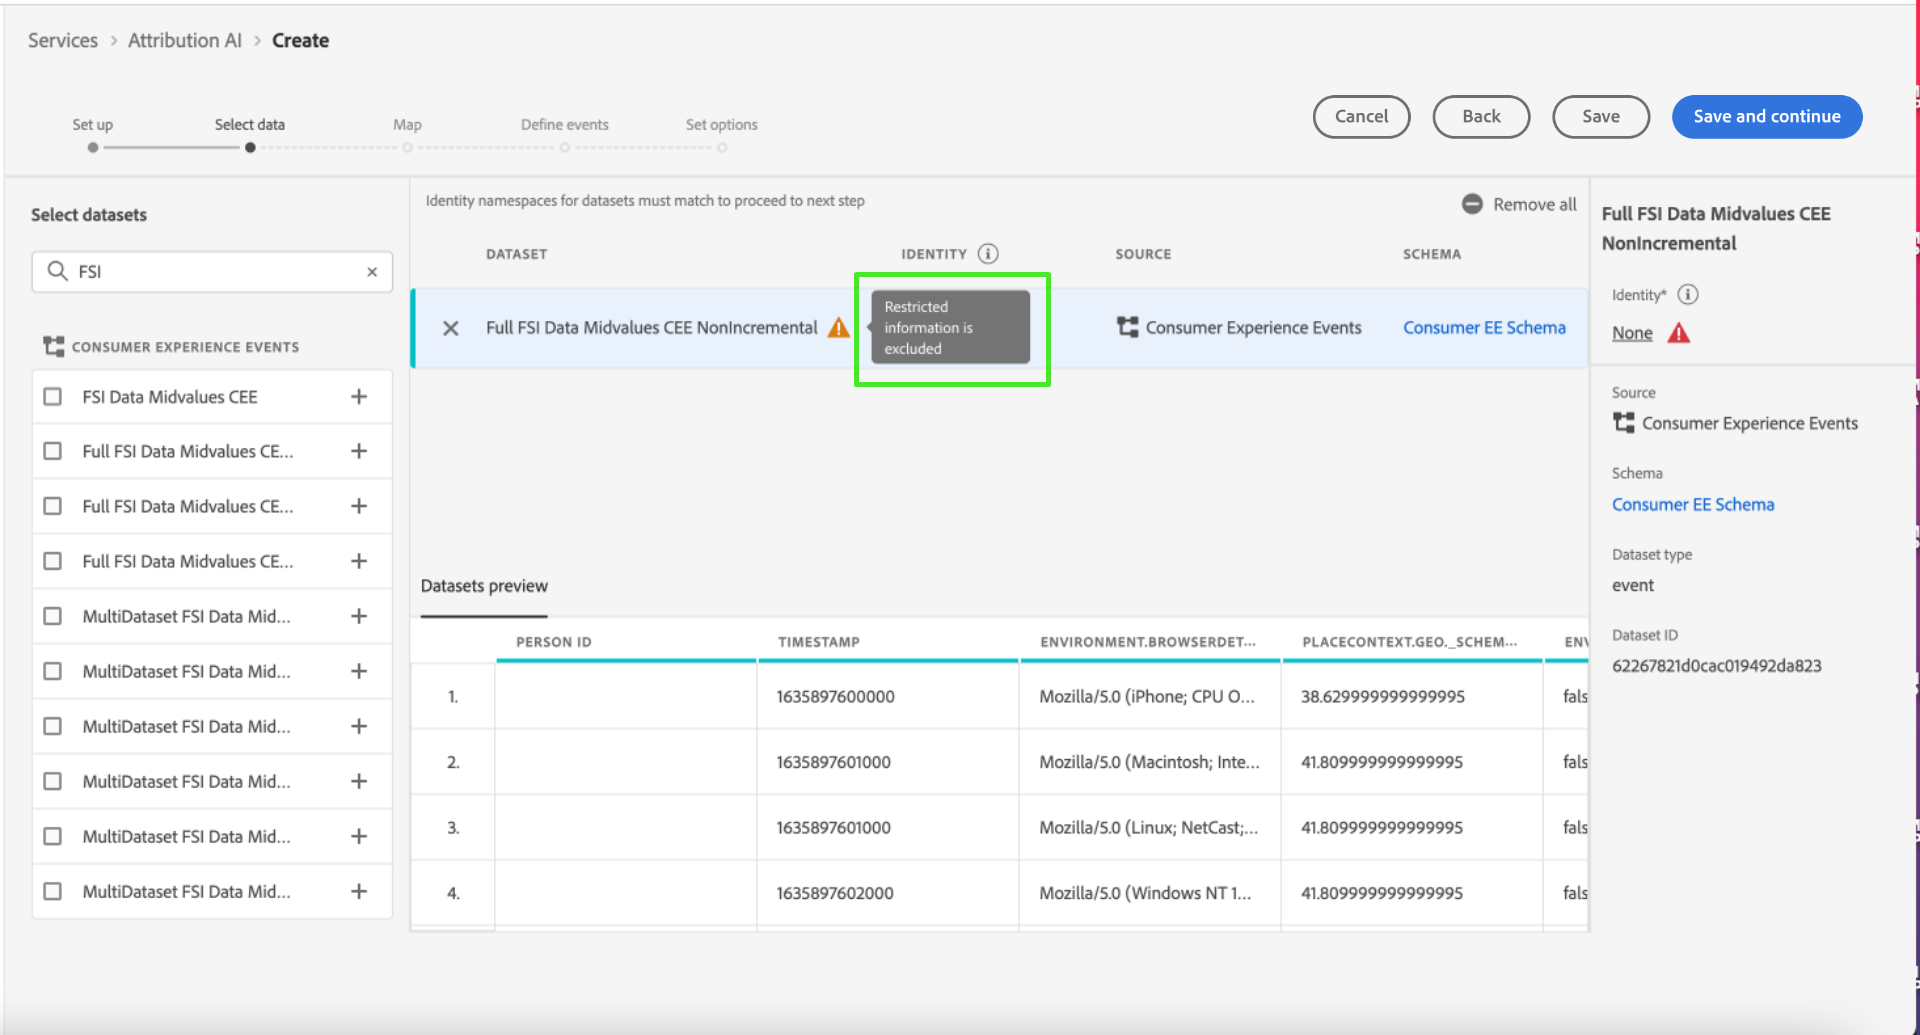 Services > Attribution AI > Create
Set up
Select data
Map
Define events
Set options
Cancel
Back
Save
Save and continue
Select datasets
FSI
CONSUMER EXPERIENCE EVENTS
FSI Data Midvalues CEE
Full FSI Data Midvalues CE...
Full FSI Data Midvalues CE...
Full FSI Data Midvalues CE...
MultiDataset FSI Data Mid...
MultiDataset FSI Data Mid...
MultiDataset FSI Data Mid...
MultiDataset FSI Data Mid...
MultiDataset FSI Data Mid...
MultiDataset FSI Data Mid...
Identity namespaces for datasets must match to proceed to next step
Remove all
DATASET IDENTITY SOURCE SCHEMA
Full FSI Data Midvalues CEE NonIncremental
Restricted
information is
excluded
Consumer Experience Events
Consumer EE Schema
Datasets preview
PERSON ID TIMESTAMP ENVIRONMENT.BROWSERDET... PLACECONTEXT.GEO._SCHEM... ENV
1. 1635897600000 Mozilla/5.0 (iPhone; CPU O... 38.629999999999995 fals
2. 1635897601000 Mozilla/5.0 (Macintosh; Inte... 41.809999999999995 fals
3. 1635897601000 Mozilla/5.0 (Linux; NetCast;... 41.809999999999995 fals
4. 1635897602000 Mozilla/5.0 (Windows NT 1... 41.809999999999995 fals
Full FSI Data Midvalues CEE
NonIncremental
Identity*
None
Source
Consumer Experience Events
Schema
Consumer EE Schema
Dataset type
event
Dataset ID
62267821d0cac019492da823